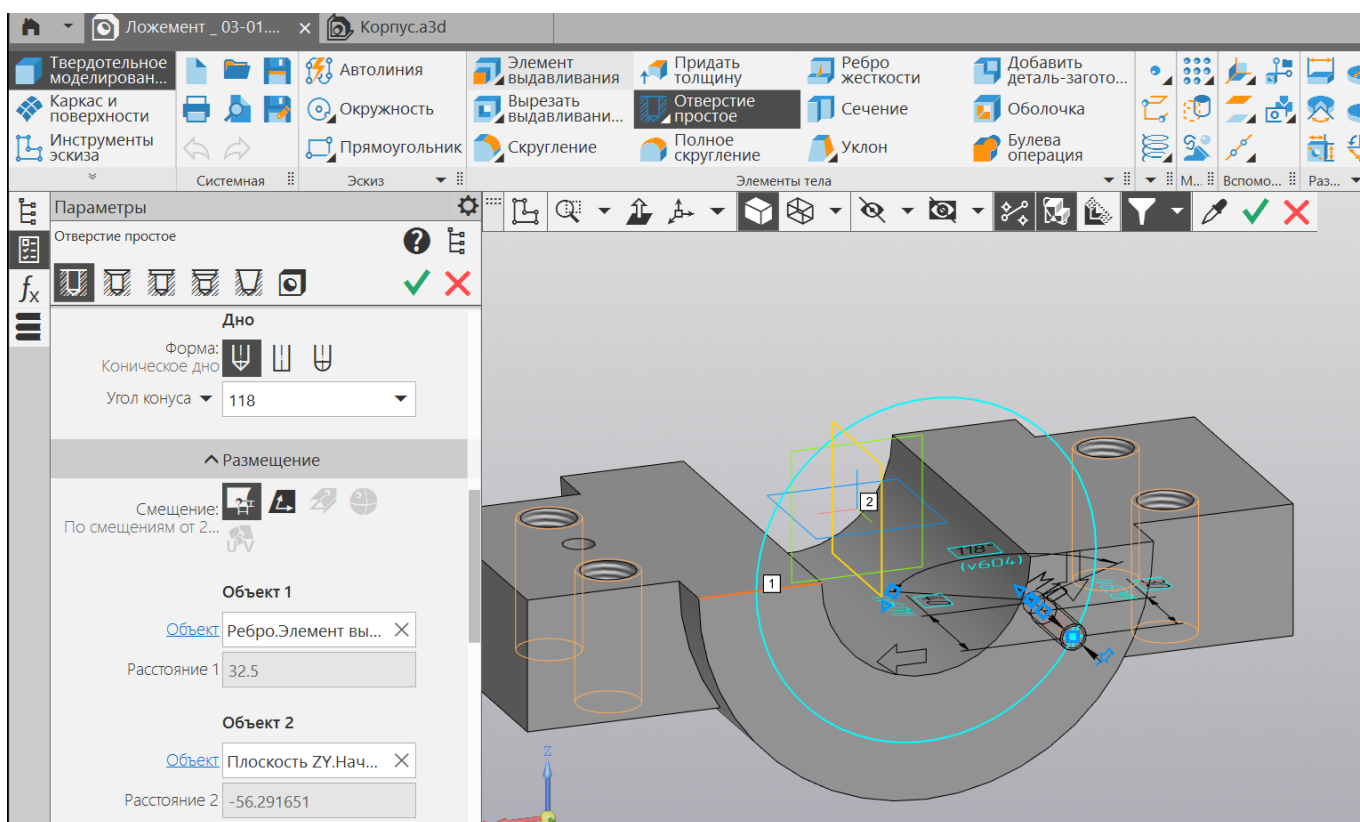 Ложемент _ 03-01....
Корпус.a3d
Твердотельное моделирован...
Каркас и поверхности
Инструменты эскиза
Системная
Автолиния
Окружность
Прямоугольник
Эскиз
Элемент выдавливания
Вырезать выдавливани...
Скругление
Придать толщину
Отверстие простое
Полное скругление
Ребро жесткости
Сечение
Уклон
Добавить деталь-загото...
Оболочка
Булева операция
Элементы тела
М...
Вспомо...
Раз...
Параметры
Отверстие простое
fx
Дно
Форма:
Коническое дно
Угол конуса
118
Размещение
Смещение:
По смещениям от 2...
UV
Объект 1
Объект Ребро.Элемент вы...
Расстояние 1 32.5
Объект 2
Объект Плоскость ZY.Нач...
Расстояние 2 -56.291651
2
1
118°
(v604)
Z